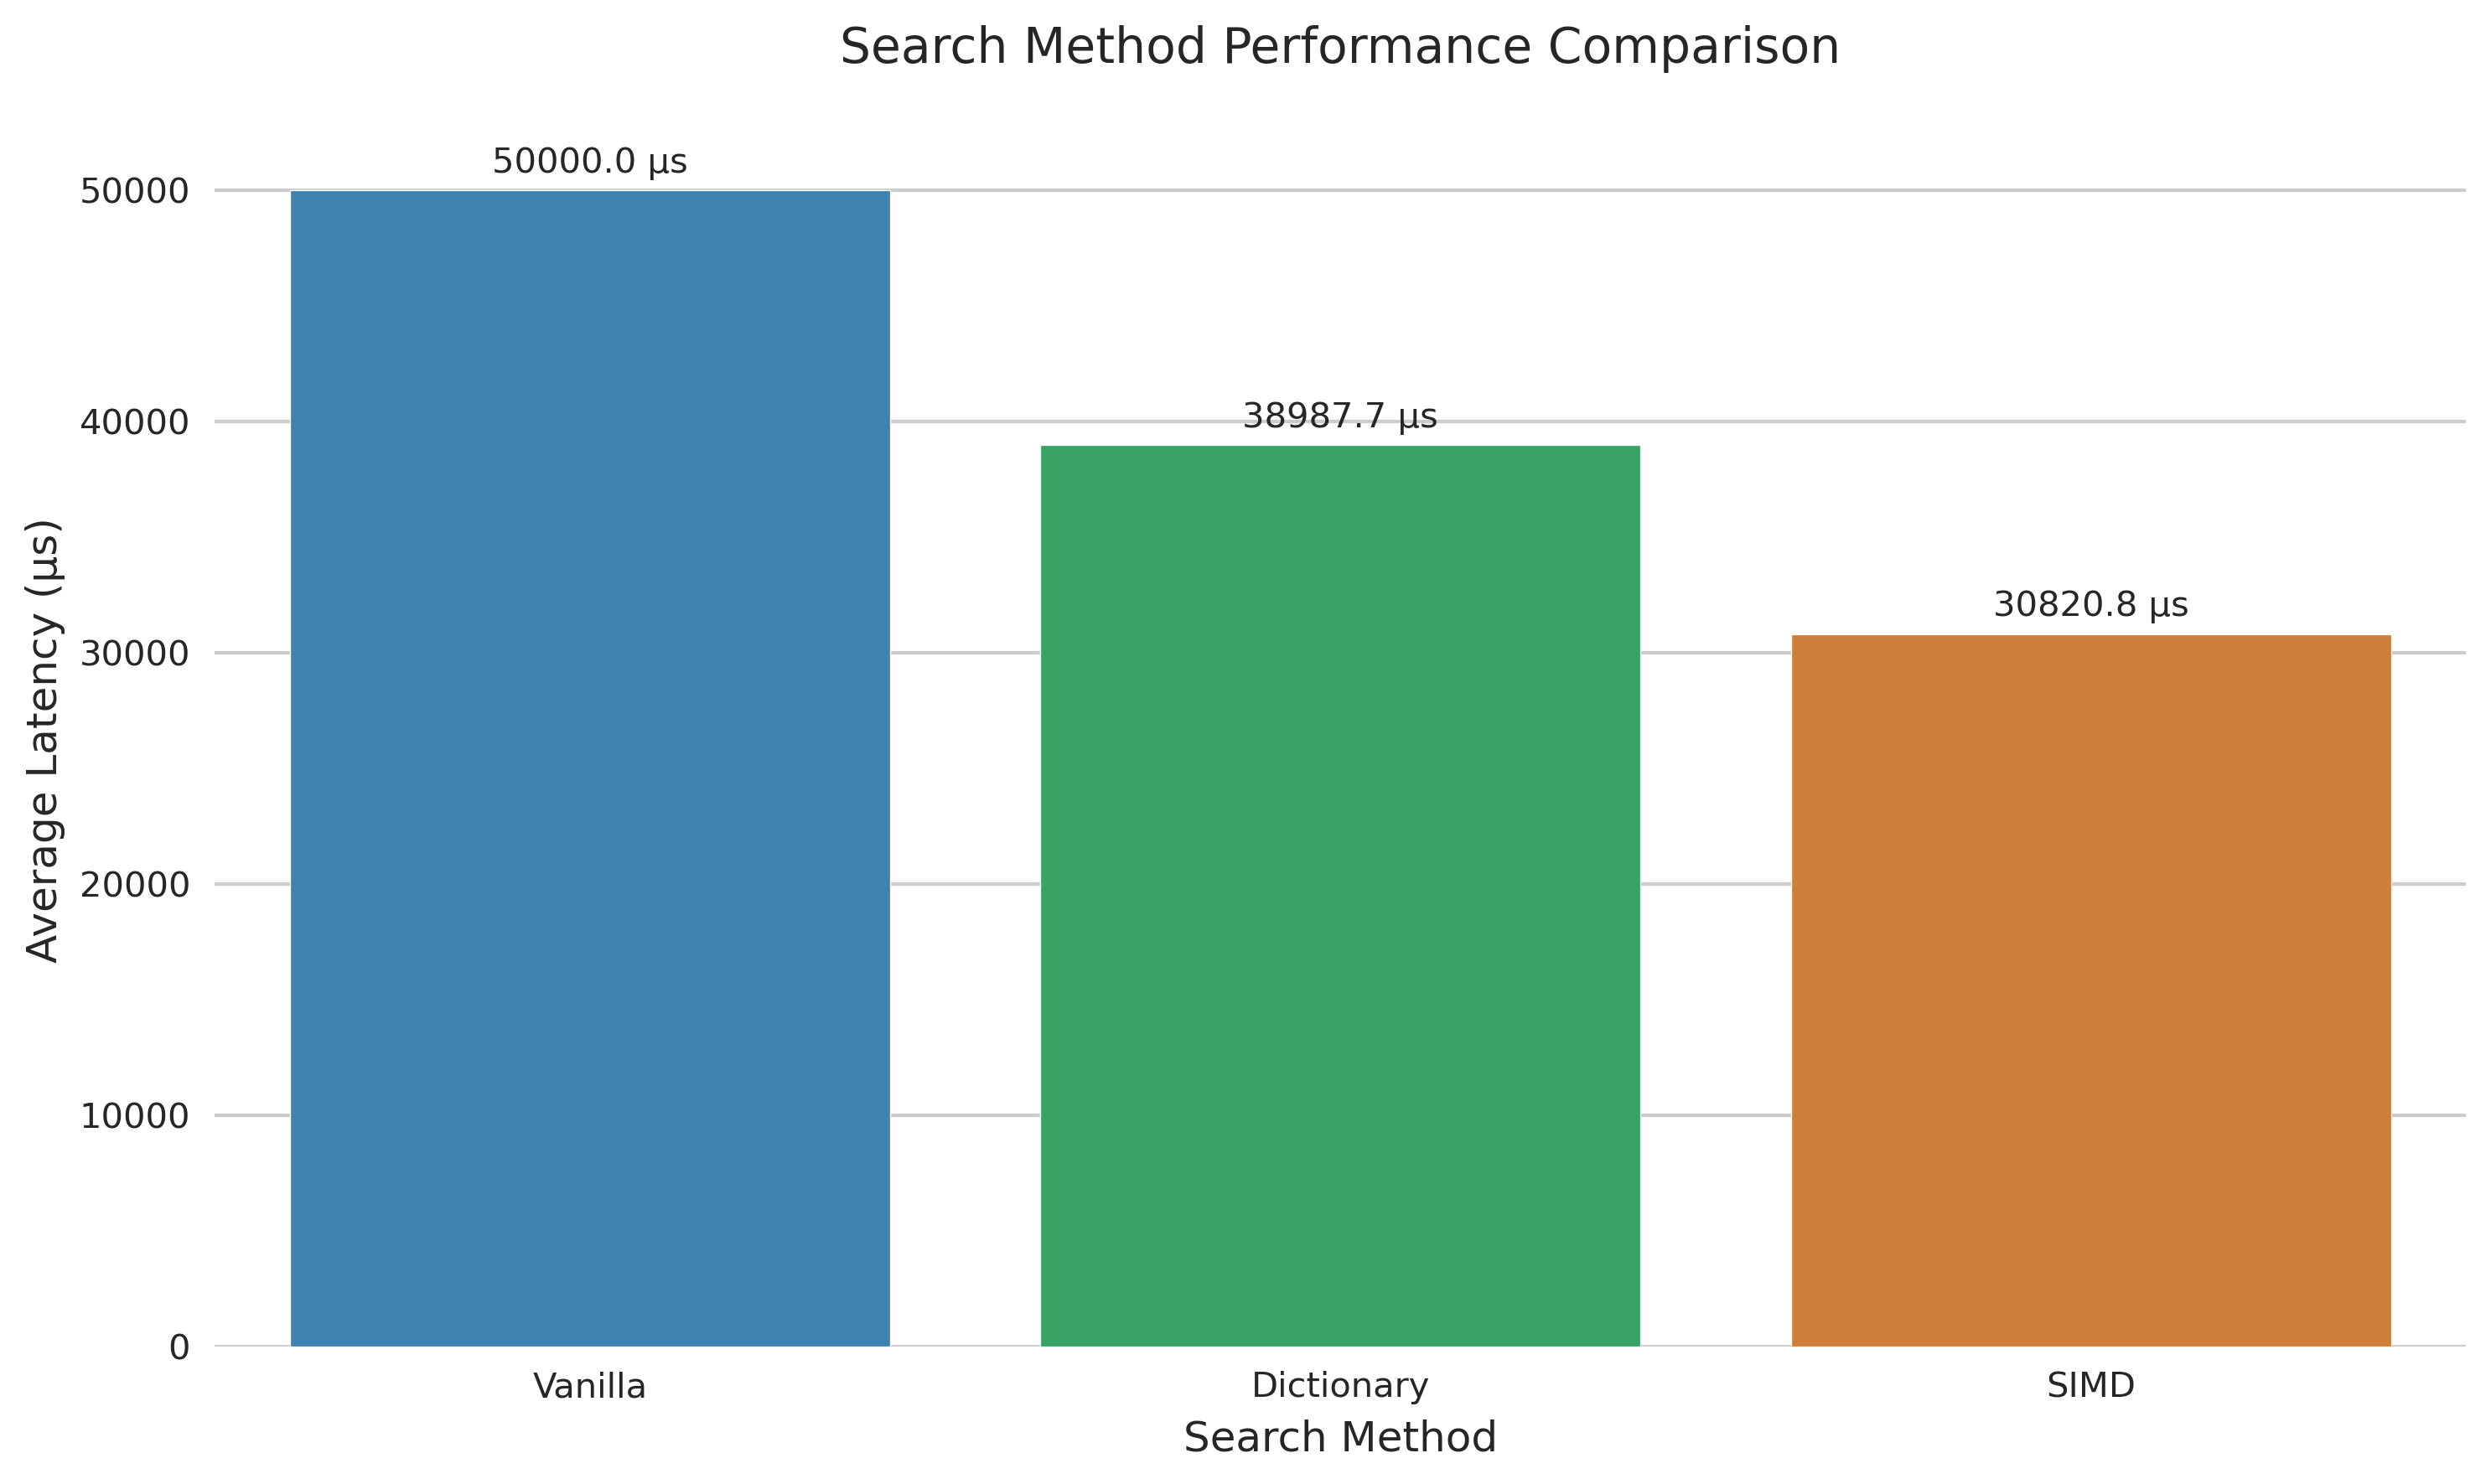 Search Method Performance Comparison
50000.0 µs
38987.7 µs
30820.8 µs
50000
40000
30000
20000
10000
0
Average Latency (µs)
Vanilla
Dictionary
SIMD
Search Method